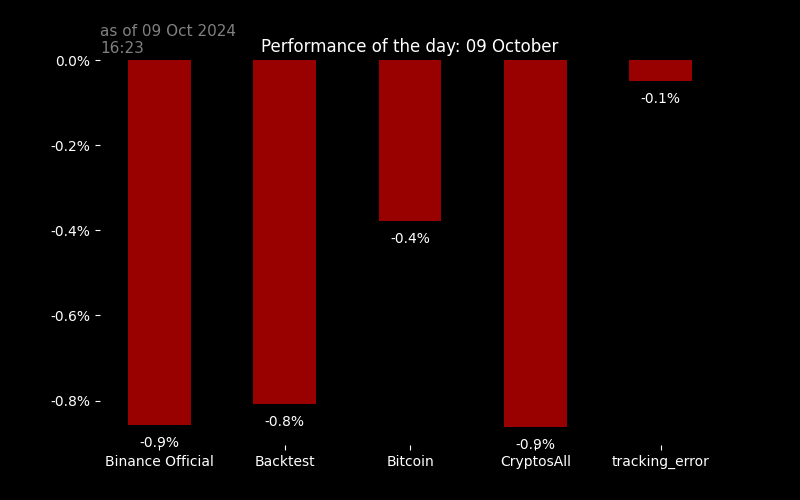 as of 09 Oct 2024
16:23
Performance of the day: 09 October
0.0%
-0.2%
-0.4%
-0.6%
-0.8%
-0.9%
-0.8%
-0.4%
-0.9%
-0.1%
Binance Official
Backtest
Bitcoin
CryptosAll
tracking_error